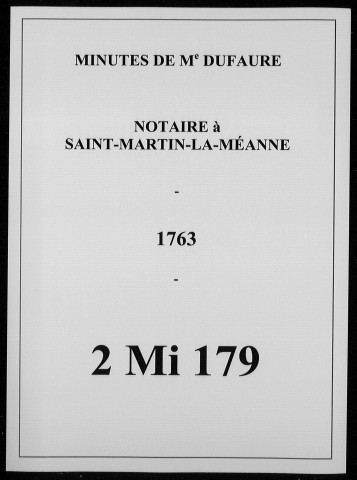 MINUTES DE Me DUFAURE
NOTAIRE à
SAINT-MARTIN-LA-MÉANNE
-
1763
-
2 Mi 179